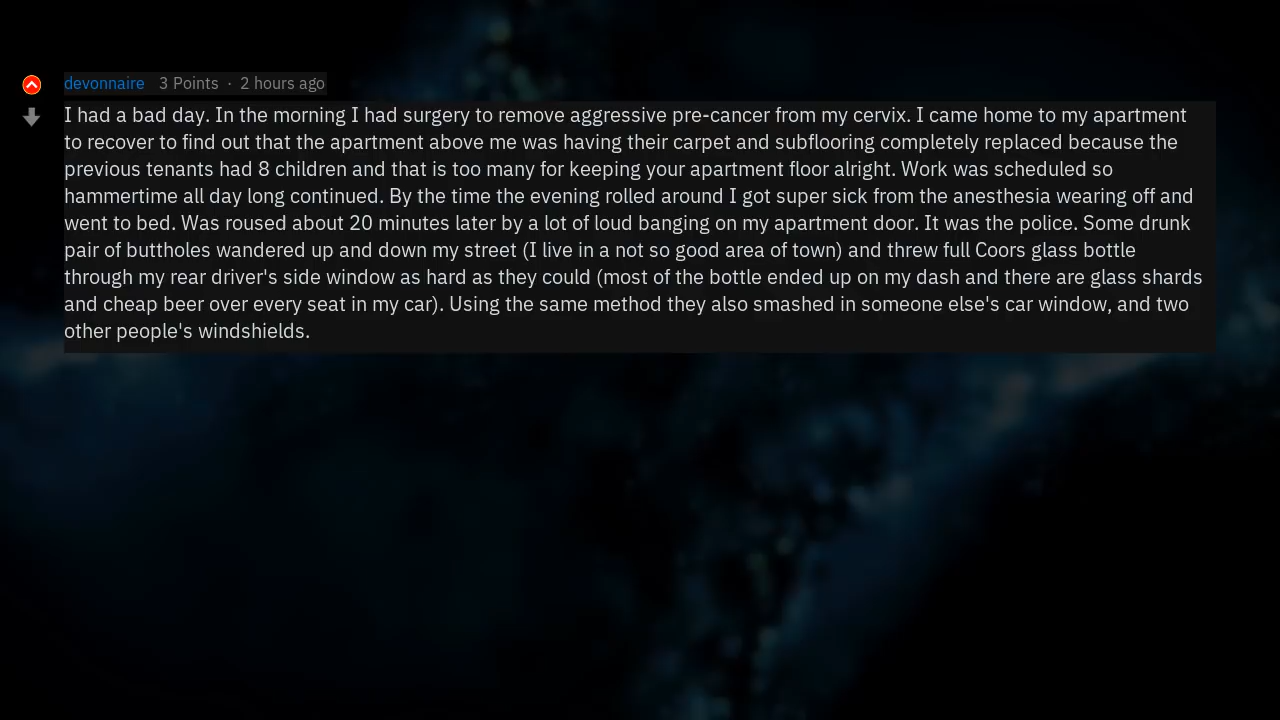 devonnaire 3 Points · 2 hours ago
I had a bad day. In the morning I had surgery to remove aggressive pre-cancer from my cervix. I came home to my apartment
to recover to find out that the apartment above me was having their carpet and subflooring completely replaced because the
previous tenants had 8 children and that is too many for keeping your apartment floor alright. Work was scheduled so
hammertime all day long continued. By the time the evening rolled around I got super sick from the anesthesia wearing off and
went to bed. Was roused about 20 minutes later by a lot of loud banging on my apartment door. It was the police. Some drunk
pair of buttholes wandered up and down my street (I live in a not so good area of town) and threw full Coors glass bottle
through my rear driver's side window as hard as they could (most of the bottle ended up on my dash and there are glass shards
and cheap beer over every seat in my car). Using the same method they also smashed in someone else's car window, and two
other people's windshields.